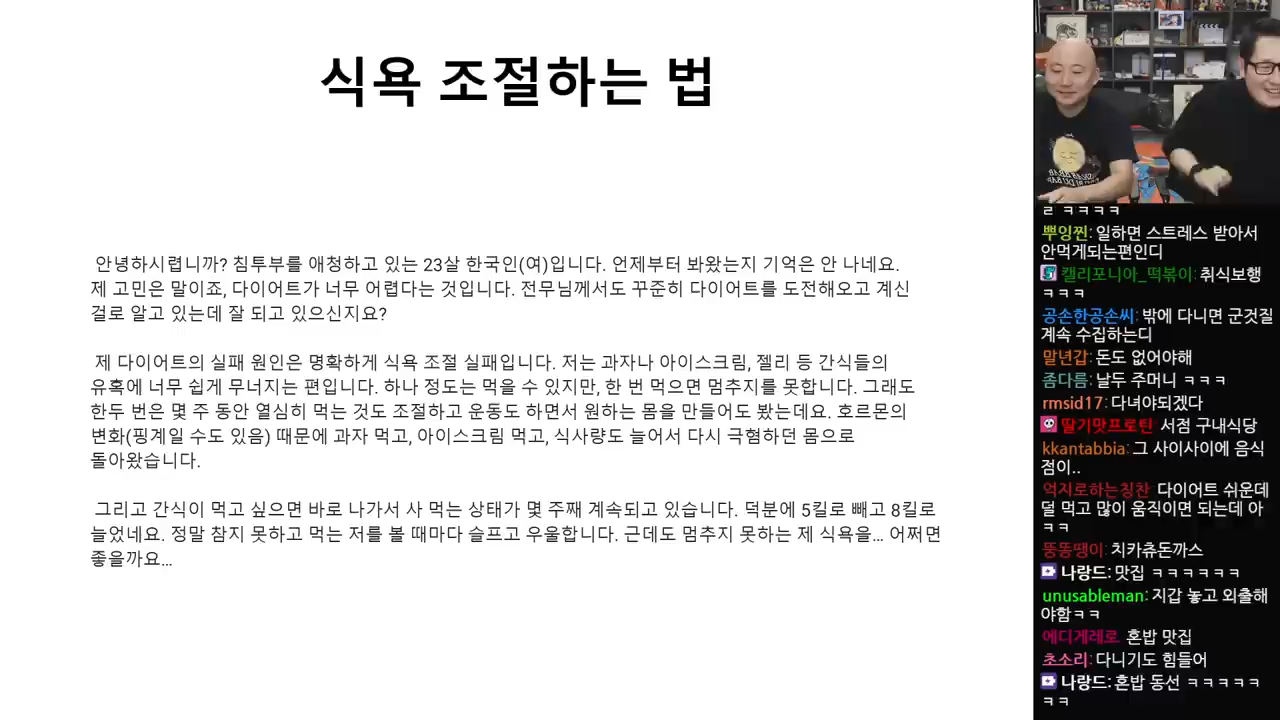 식욕 조절하는 법
안녕하시렵니까? 침투부를 애청하고 있는 23살 한국인(여)입니다. 언제부터 봐왔는지 기억은 안 나네요.
제 고민은 말이죠, 다이어트가 너무 어렵다는 것입니다. 전무님께서도 꾸준히 다이어트를 도전해오고 계신
걸로 알고 있는데 잘 되고 있으신지요?
제 다이어트의 실패 원인은 명확하게 식욕 조절 실패입니다. 저는 과자나 아이스크림, 젤리 등 간식들의
유혹에 너무 쉽게 무너지는 편입니다. 하나 정도는 먹을 수 있지만, 한 번 먹으면 멈추지를 못합니다. 그래도
한두 번은 몇 주 동안 열심히 먹는 것도 조절하고 운동도 하면서 원하는 몸을 만들어도 봤는데요. 호르몬의
변화(핑계일 수도 있음) 때문에 과자 먹고, 아이스크림 먹고, 식사량도 늘어서 다시 극혐하던 몸으로
돌아왔습니다.
그리고 간식이 먹고 싶으면 바로 나가서 사 먹는 상태가 몇 주째 계속되고 있습니다. 덕분에 5킬로 빼고 8킬로
늘었네요. 정말 참지 못하고 먹는 저를 볼 때마다 슬프고 우울합니다. 근데도 멈추지 못하는 제 식욕을... 어쩌면
좋을까요...
ㄹ ㅋㅋㅋㅋ
뿌잉찐: 일하면 스트레스 받아서
안먹게되는편인디
캘리포니아_떡볶이: 취식보행
ㅋㅋㅋ
공손한공손씨: 밖에 다니면 군것질
계속 수집하는디
말년갑: 돈도 없어야해
좀다름: 날두 주머니 ㅋㅋㅋ
rmsid17: 다녀야되겠다
딸기맛프로틴: 서점 구내식당
kkantabbia: 그 사이사이에 음식
점이..
억지로하는칭찬: 다이어트 쉬운데
덜 먹고 많이 움직이면 되는데 아
ㅋㅋ
뚱똥땡이: 치카츄돈까스
나랑드: 맛집 ㅋㅋㅋㅋㅋㅋ
unusableman: 지갑 놓고 외출해
야함ㅋㅋ
에디게레로: 혼밥 맛집
초소리: 다니기도 힘들어
나랑드: 혼밥 동선 ㅋㅋㅋㅋㅋ
ㅋㅋ